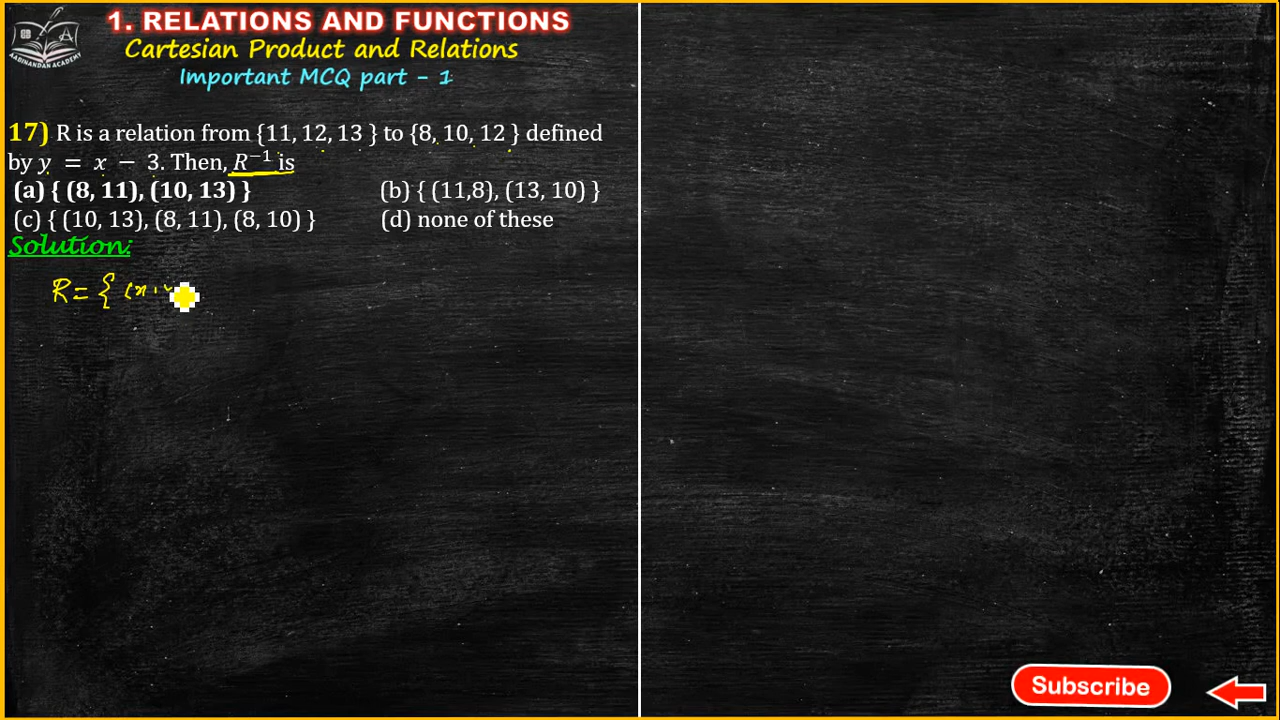 1. RELATIONS AND FUNCTIONS
Cartesian Product and Relations
Important MCQ part - 1
AADINANDAN ACADEMY
17) R is a relation from {11, 12, 13 } to {8, 10, 12 } defined
by y = x − 3. Then, R⁻¹ is
(a) { (8, 11), (10, 13) } (b) { (11,8), (13, 10) }
(c) { (10, 13), (8, 11), (8, 10) } (d) none of these
Solution:
R = { (x,
Subscribe